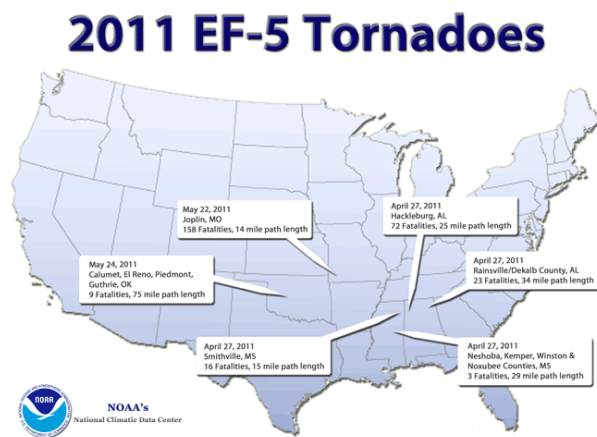 2011 EF-5 Tornadoes
May 22, 2011
Joplin, MO
158 Fatalities, 14 mile path length
April 27, 2011
Hackleburg, AL
72 Fatalities, 25 mile path length
May 24, 2011
Calumet, El Reno, Piedmont,
Guthrie, OK
9 Fatalities, 75 mile path length
April 27, 2011
Rainsville/Dekalb County, AL
23 Fatalities, 34 mile path length
April 27, 2011
Smithville, MS
16 Fatalities, 15 mile path length
April 27, 2011
Neshoba, Kemper, Winston &
Noxubee Counties, MS
3 Fatalities, 29 mile path length
NOAA
NOAA's
National Climatic Data Center